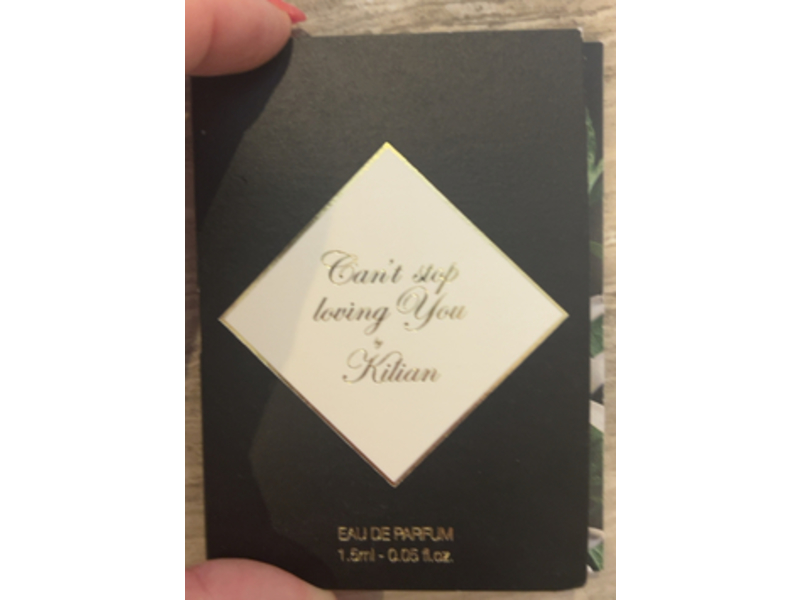 Can't stop
loving You
by
Kilian
EAU DE PARFUM
1.5ml - 0.05 fl.oz.